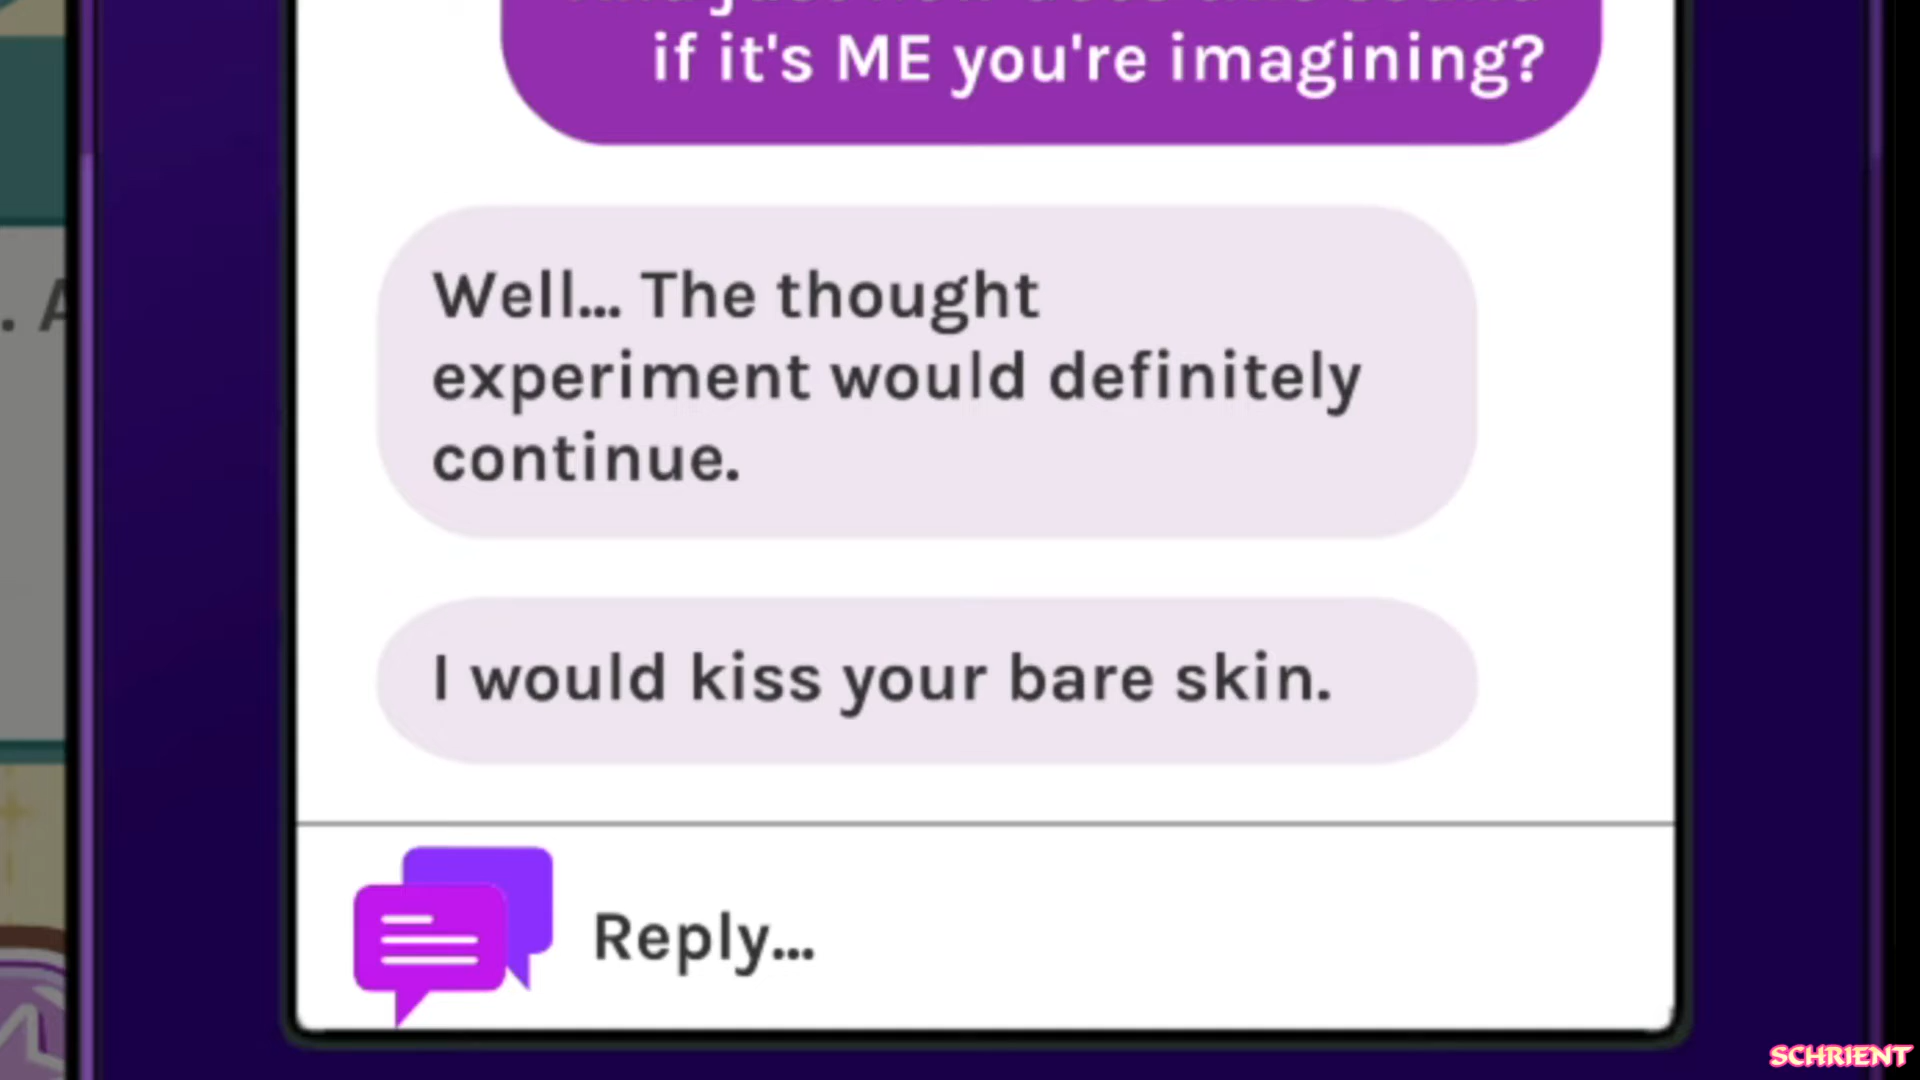 if it's ME you're imagining?
Well... The thought
experiment would definitely
continue.
I would kiss your bare skin.
Reply...
. A
SCHRIENT